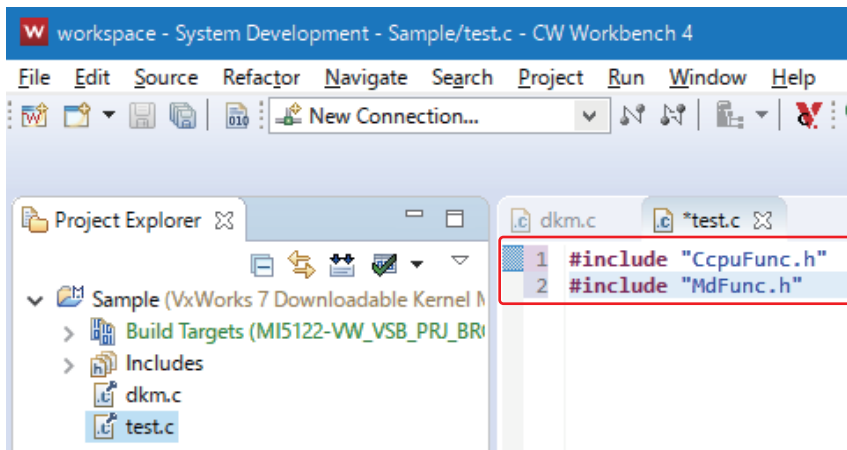 workspace - System Development - Sample/test.c - CW Workbench 4
File Edit Source Refactor Navigate Search Project Run Window Help
New Connection...
Project Explorer
dkm.c
*test.c
1 #include "CcpuFunc.h"
2 #include "MdFunc.h"
Sample (VxWorks 7 Downloadable Kernel
Build Targets (MI5122-VW_VSB_PRJ_
Includes
dkm.c
test.c